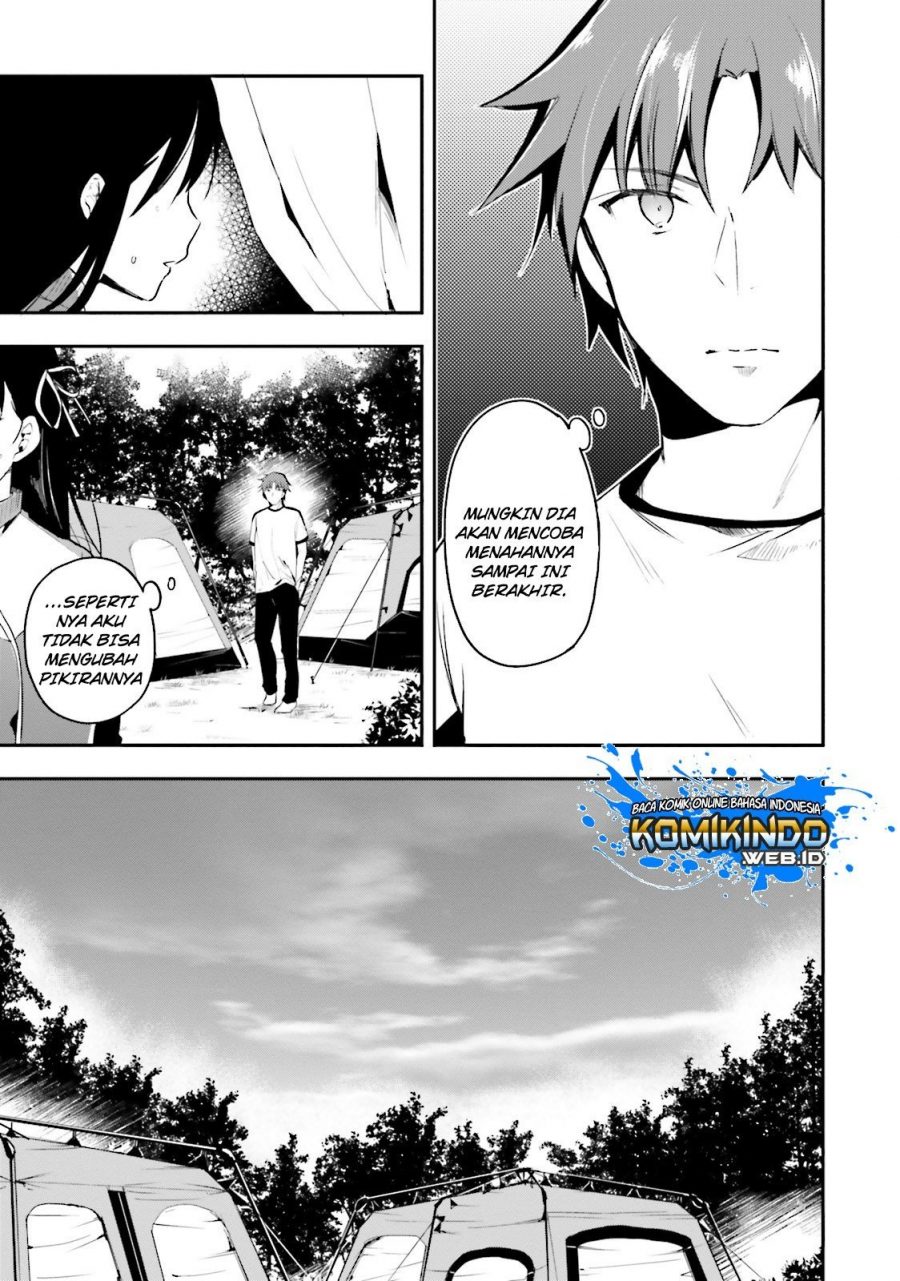 MUNGKIN DIA
AKAN MENCOBA
MENAHANNYA
SAMPAI INI
BERAKHIR.
...SEPERTI
NYA AKU
TIDAK BISA
MENGUBAH
PIKIRANNYA
BACA KOMIK ONLINE BAHASA INDONESIA
KOMIKINDO
WEB.ID